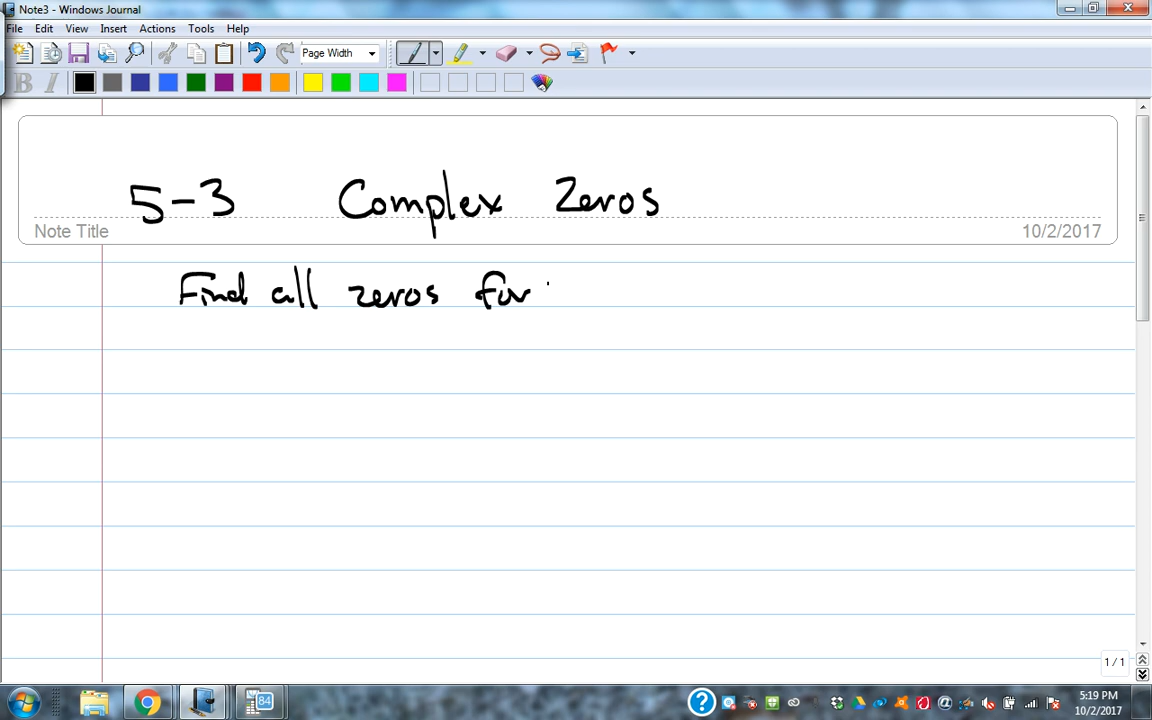 Note3 - Windows Journal
File Edit View Insert Actions Tools Help
Page Width
B I
5-3 Complex Zeros
Note Title 10/2/2017
Find all zeros for
1 / 1
84
5:19 PM
10/2/2017